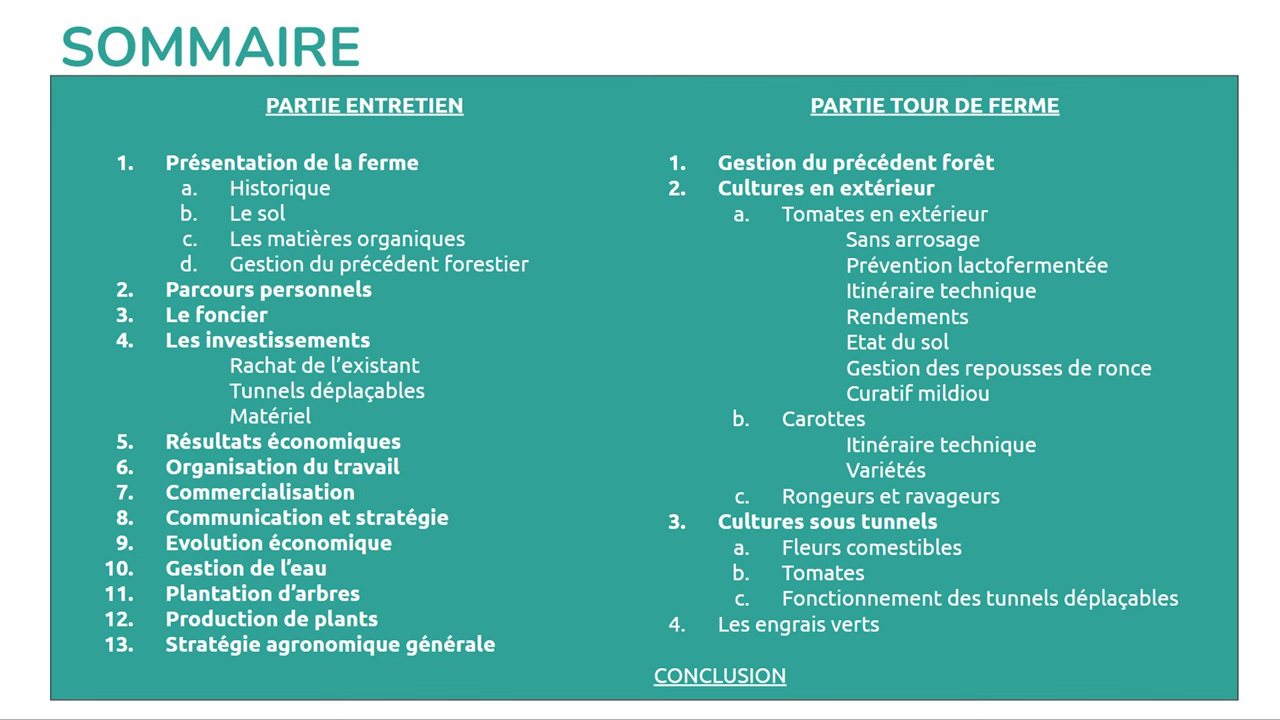 SOMMAIRE
PARTIE ENTRETIEN
1. Présentation de la ferme
a. Historique
b. Le sol
c. Les matières organiques
d. Gestion du précédent forestier
2. Parcours personnels
3. Le foncier
4. Les investissements
Rachat de l’existant
Tunnels déplaçables
Matériel
5. Résultats économiques
6. Organisation du travail
7. Commercialisation
8. Communication et stratégie
9. Evolution économique
10. Gestion de l’eau
11. Plantation d’arbres
12. Production de plants
13. Stratégie agronomique générale
PARTIE TOUR DE FERME
1. Gestion du précédent forêt
2. Cultures en extérieur
a. Tomates en extérieur
Sans arrosage
Prévention lactofermentée
Itinéraire technique
Rendements
Etat du sol
Gestion des repousses de ronce
Curatif mildiou
b. Carottes
Itinéraire technique
Variétés
c. Rongeurs et ravageurs
3. Cultures sous tunnels
a. Fleurs comestibles
b. Tomates
c. Fonctionnement des tunnels déplaçables
4. Les engrais verts
CONCLUSION